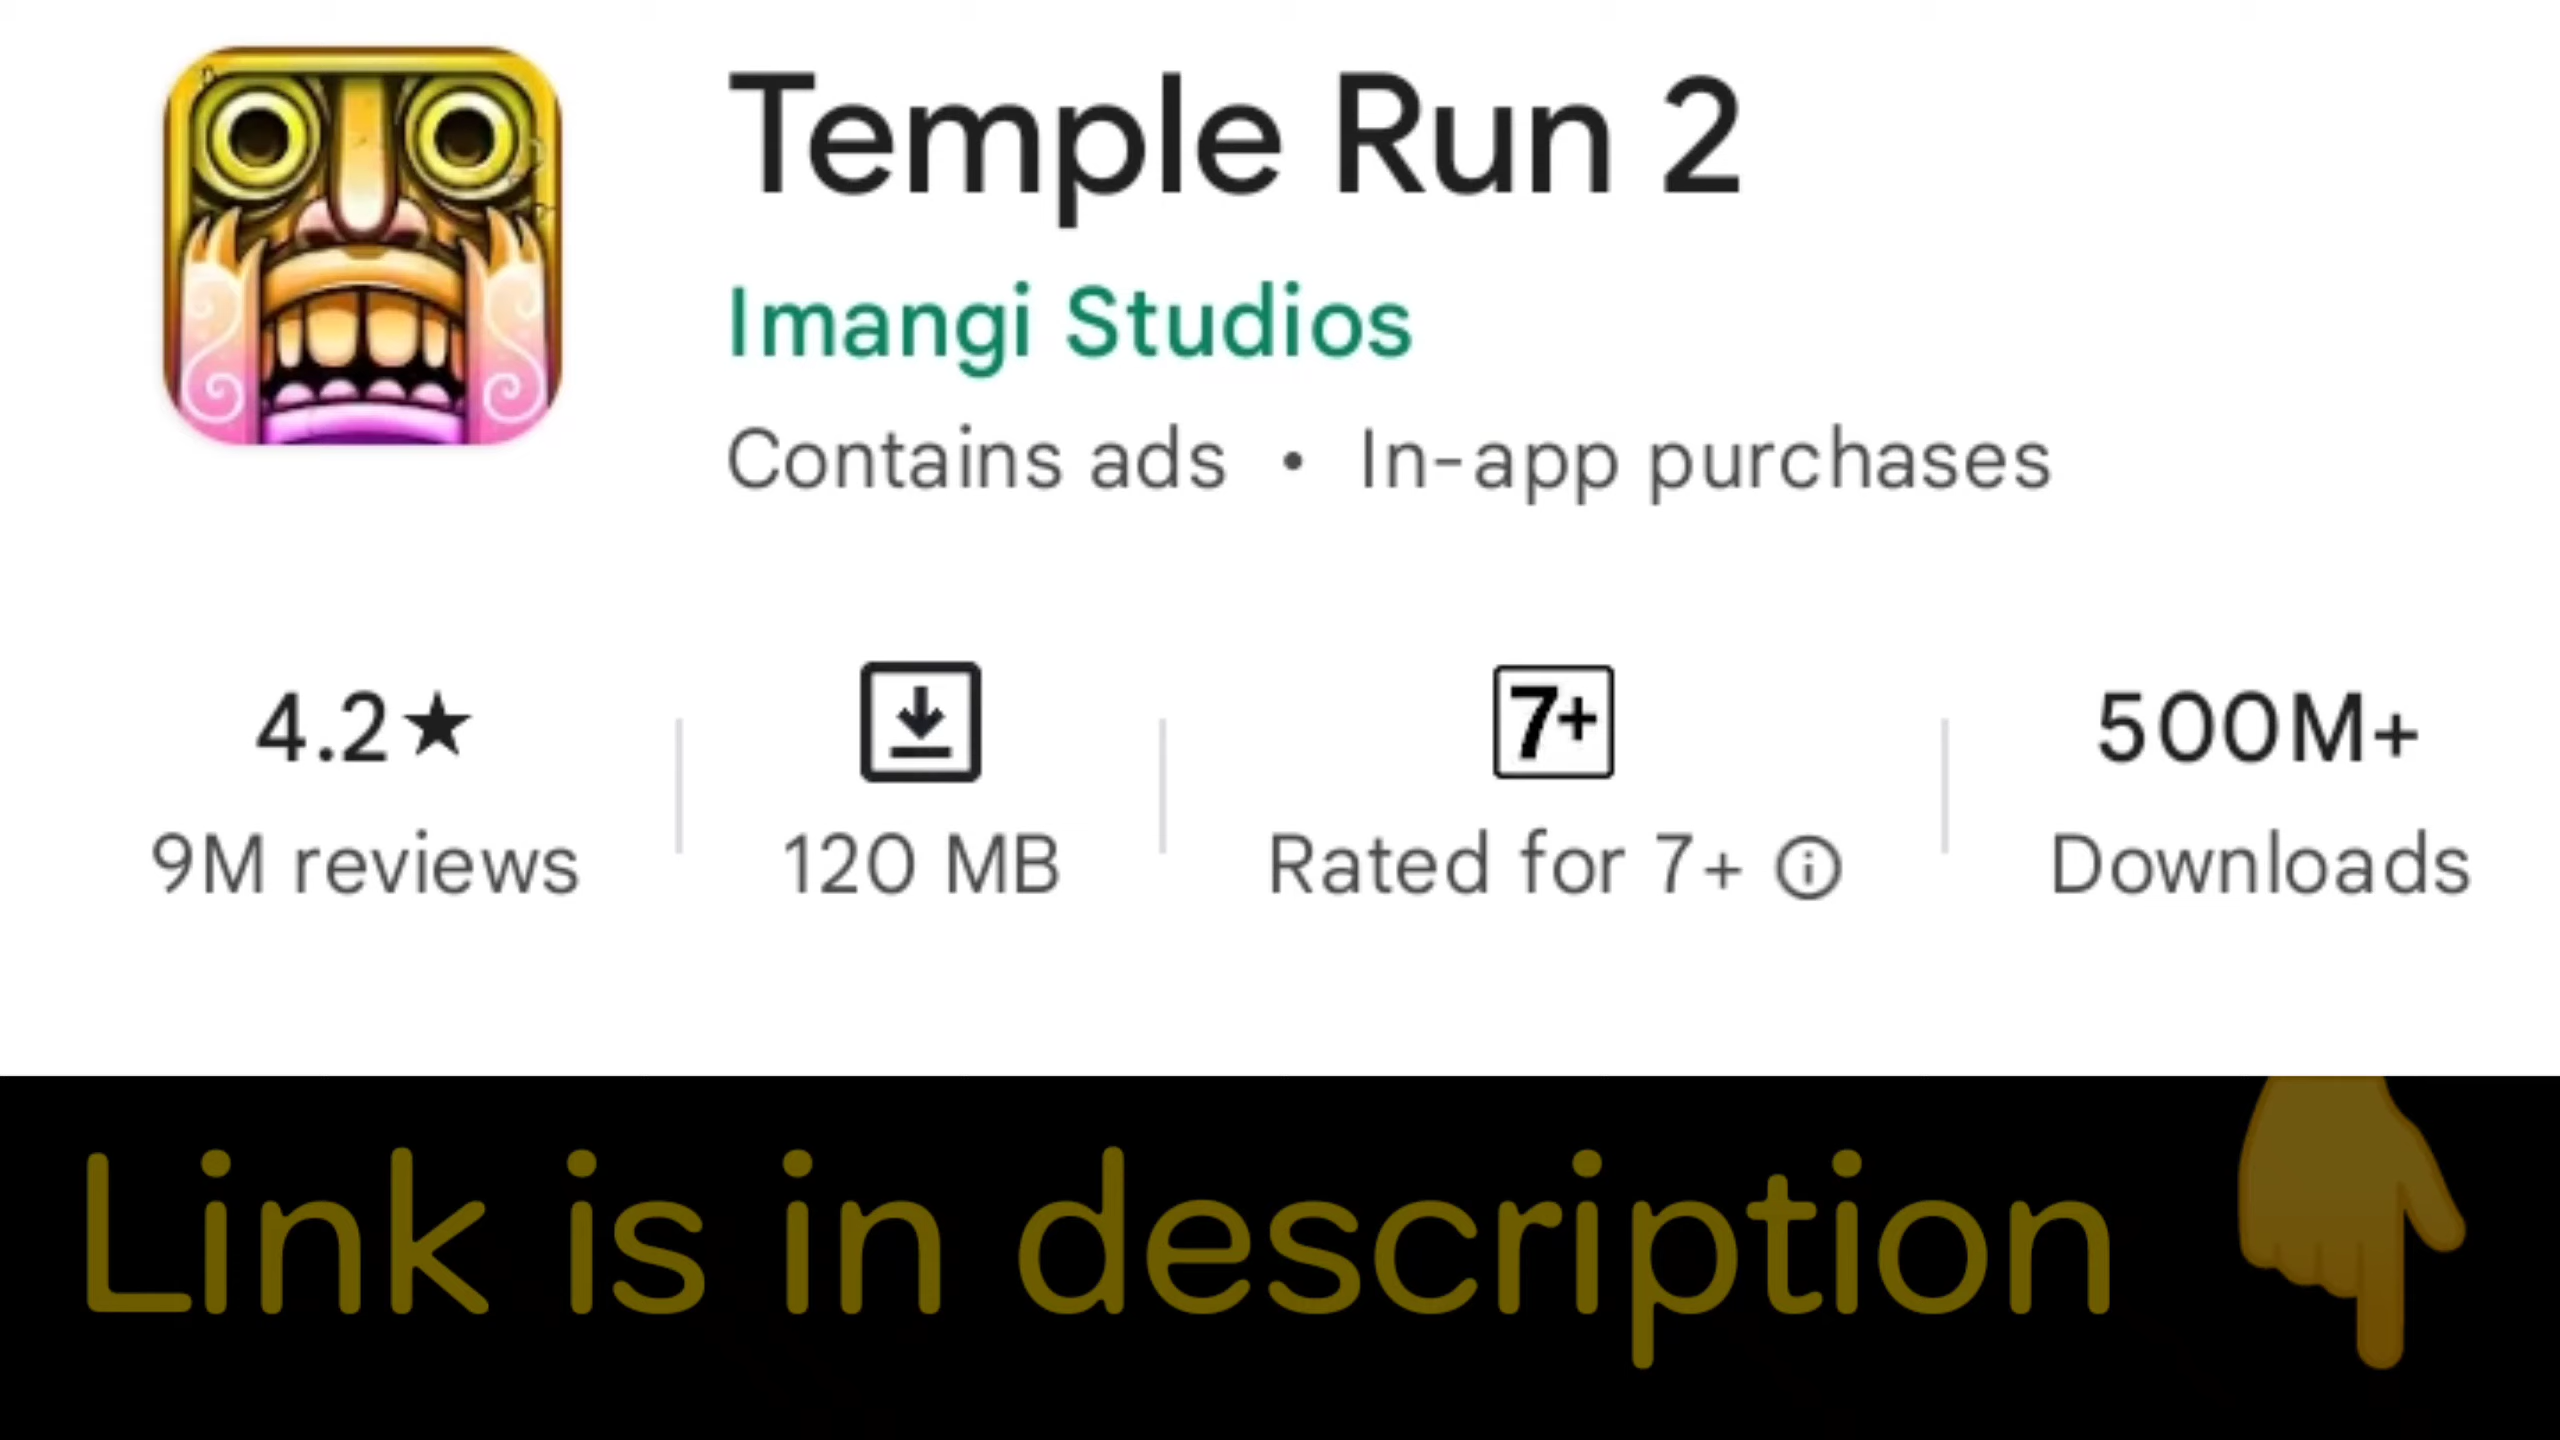 Temple Run 2
Imangi Studios
Contains ads • In-app purchases
4.2★
9M reviews
120 MB
7+
Rated for 7+
500M+
Downloads
Link is in description